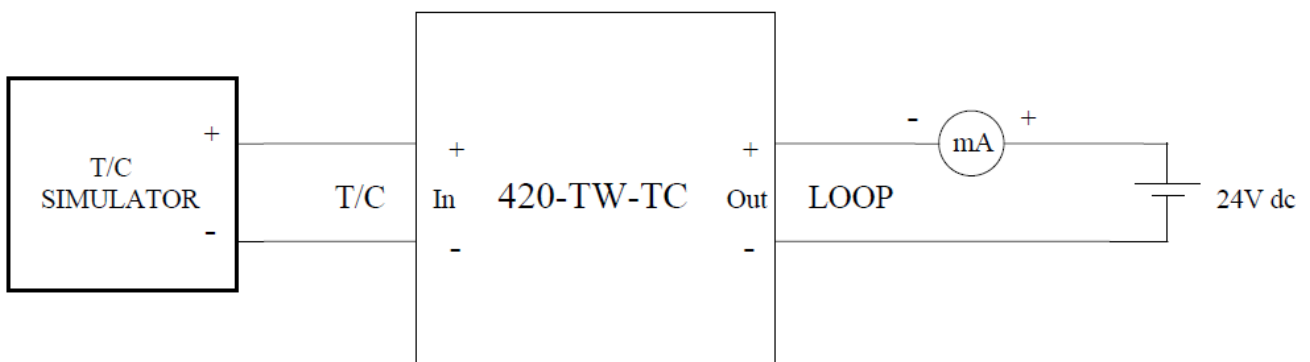 T/C
SIMULATOR
+
-
T/C
+
In
-
420-TW-TC
+
Out
-
LOOP
-
mA
+
24V dc